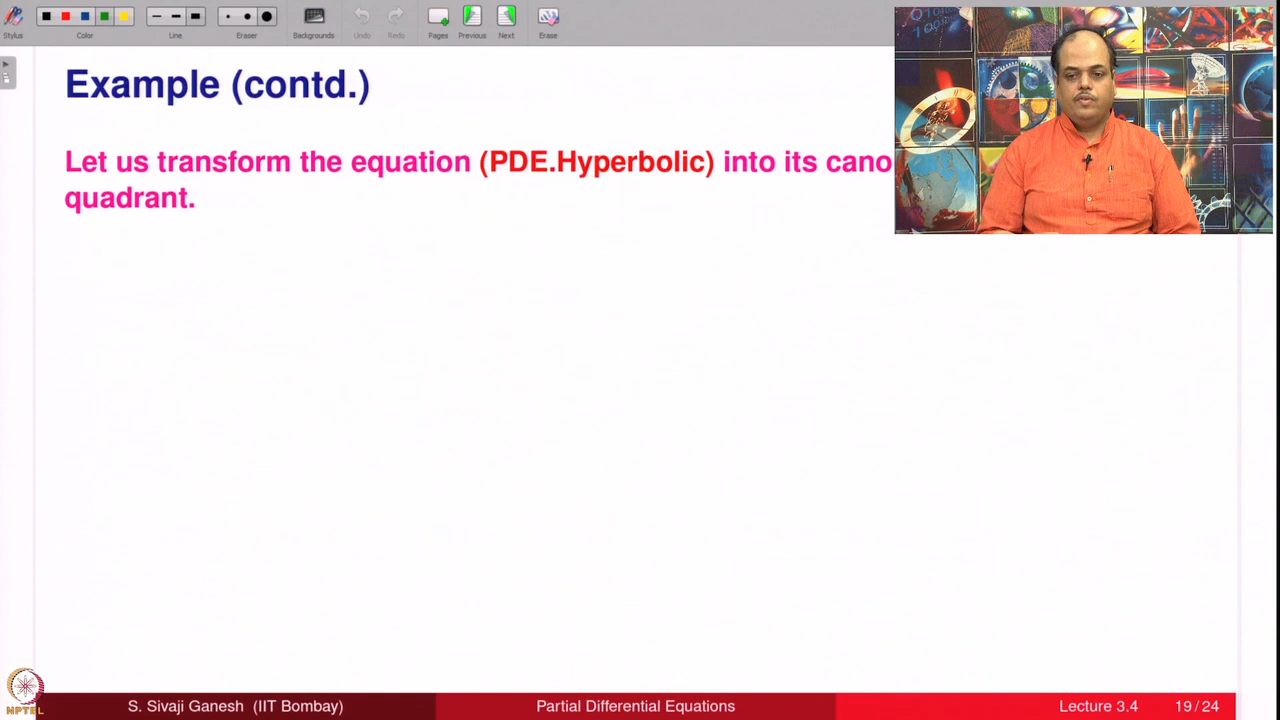 Stylus
Color
Line
Eraser
Backgrounds
Undo
Redo
Pages
Previous
Next
Erase
Example (contd.)
Let us transform the equation (PDE.Hyperbolic) into its cano
quadrant.
NPTEL
S. Sivaji Ganesh (IIT Bombay)
Partial Differential Equations
Lecture 3.4
19 / 24